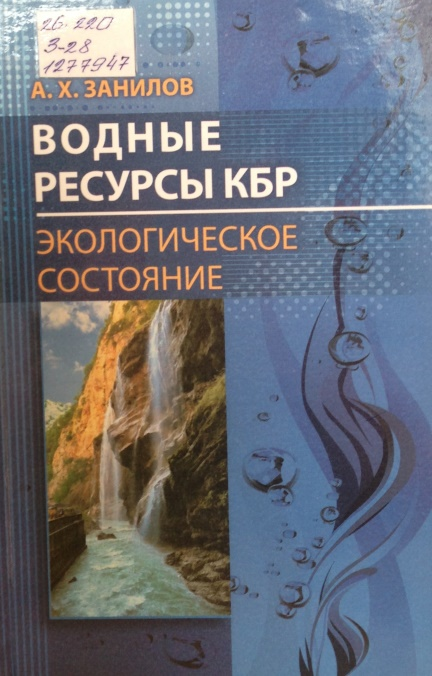 26.220
З-28
1277947
А. Х. ЗАНИЛОВ
ВОДНЫЕ
РЕСУРСЫ КБР
ЭКОЛОГИЧЕСКОЕ
СОСТОЯНИЕ